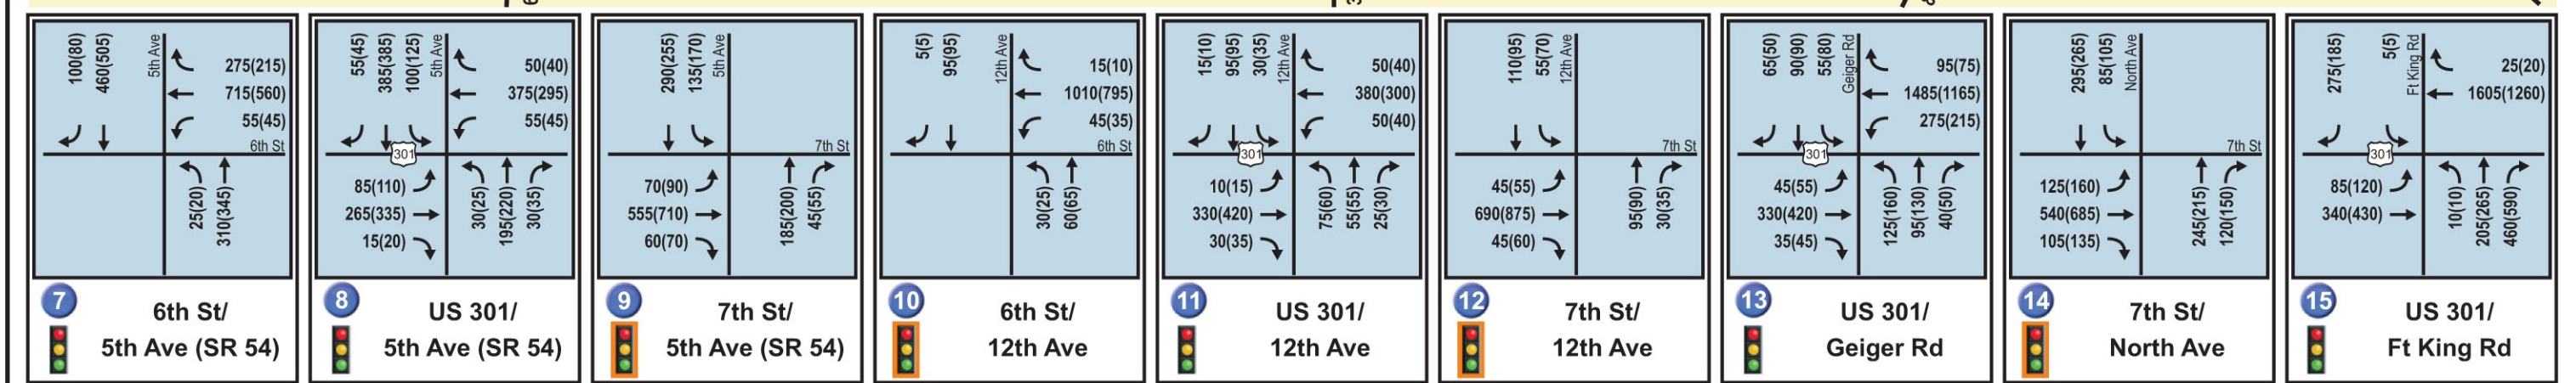 100(80)
460(505)
5th Ave
275(215)
715(560)
55(45)
6th St
25(20)
310(345)
7
6th St/
5th Ave (SR 54)
55(45)
385(385)
100(125)
5th Ave
50(40)
375(295)
55(45)
301
85(110)
265(335)
15(20)
30(25)
195(220)
30(35)
8
US 301/
5th Ave (SR 54)
290(255)
135(170)
5th Ave
7th St
70(90)
555(710)
60(70)
185(200)
45(55)
9
7th St/
5th Ave (SR 54)
5(5)
95(95)
12th Ave
15(10)
1010(795)
45(35)
6th St
30(25)
60(65)
10
6th St/
12th Ave
15(10)
95(95)
30(35)
12th Ave
50(40)
380(300)
50(40)
301
10(15)
330(420)
30(35)
75(60)
55(55)
25(30)
11
US 301/
12th Ave
110(95)
55(70)
12th Ave
7th St
45(55)
690(875)
45(60)
95(90)
30(35)
12
7th St/
12th Ave
65(50)
90(90)
55(80)
Geiger Rd
95(75)
1485(1165)
275(215)
301
45(55)
330(420)
35(45)
125(160)
95(130)
40(50)
13
US 301/
Geiger Rd
295(265)
85(105)
North Ave
7th St
125(160)
540(685)
105(135)
245(215)
120(150)
14
7th St/
North Ave
275(185)
5(5)
Ft King Rd
25(20)
1605(1260)
301
85(120)
340(430)
10(10)
205(265)
460(590)
15
US 301/
Ft King Rd